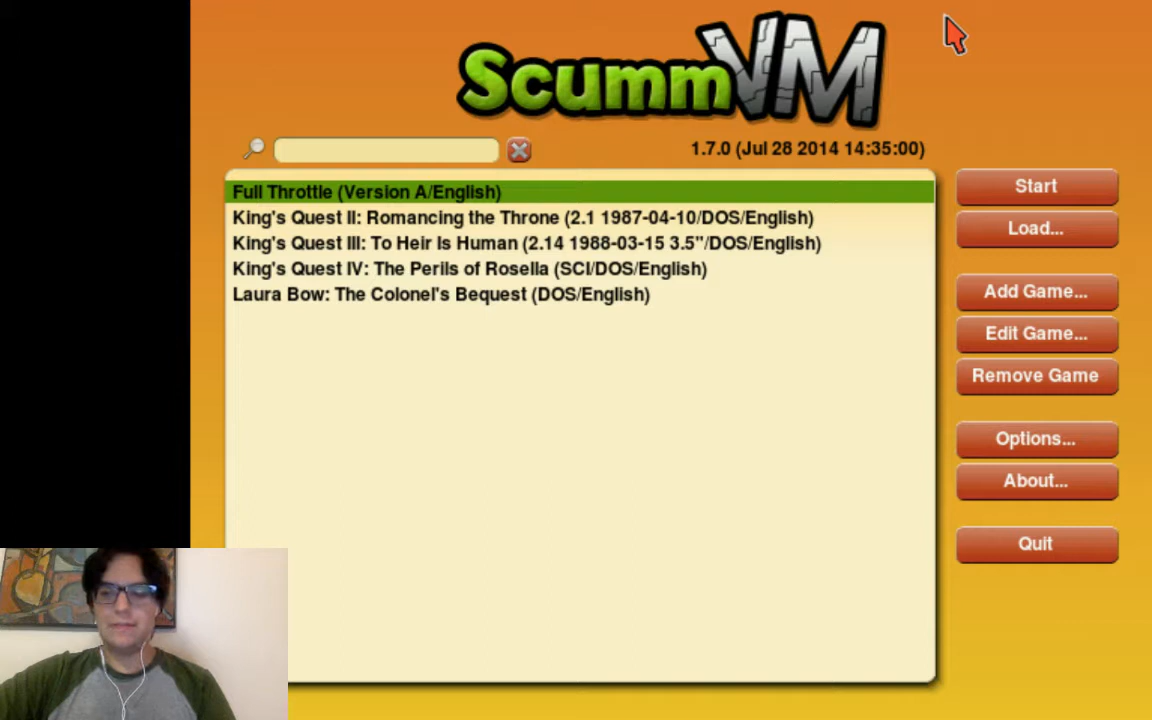 ScummVM
1.7.0 (Jul 28 2014 14:35:00)
Full Throttle (Version A/English)
King's Quest II: Romancing the Throne (2.1 1987-04-10/DOS/English)
King's Quest III: To Heir Is Human (2.14 1988-03-15 3.5"/DOS/English)
King's Quest IV: The Perils of Rosella (SCI/DOS/English)
Laura Bow: The Colonel's Bequest (DOS/English)
Start
Load...
Add Game...
Edit Game...
Remove Game
Options...
About...
Quit